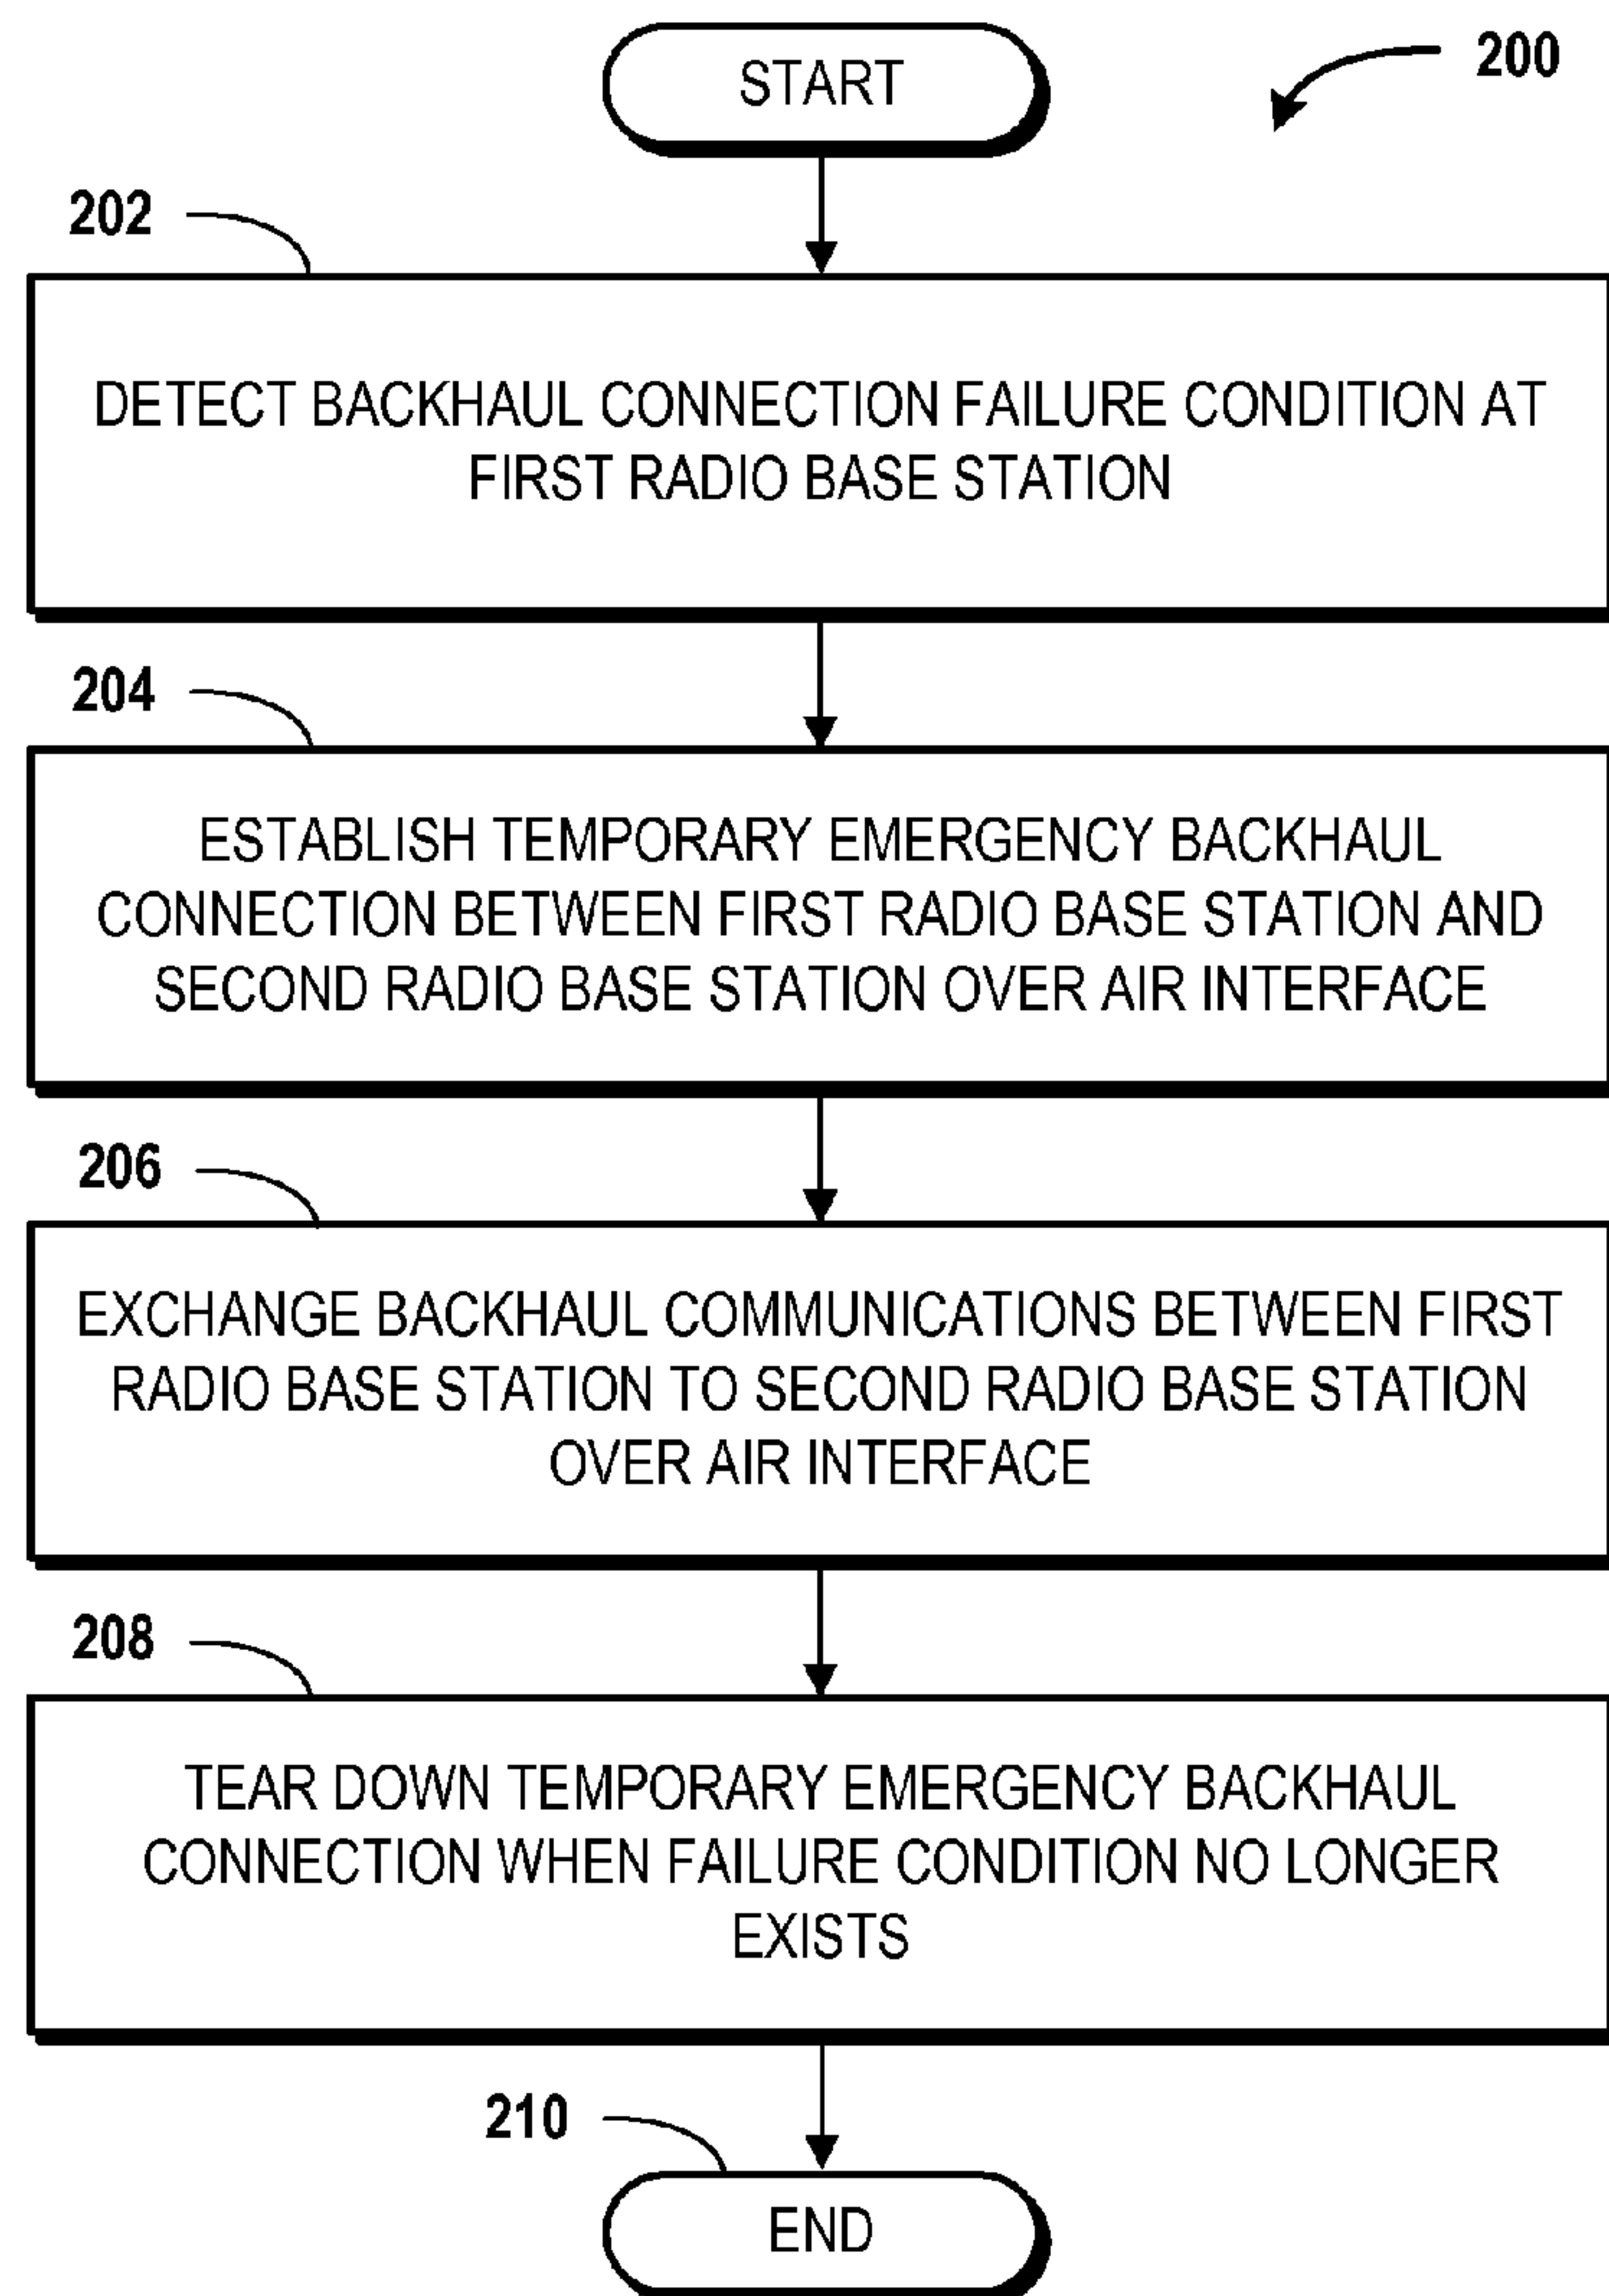 START
200
202
DETECT BACKHAUL CONNECTION FAILURE CONDITION AT
FIRST RADIO BASE STATION
204
ESTABLISH TEMPORARY EMERGENCY BACKHAUL
CONNECTION BETWEEN FIRST RADIO BASE STATION AND
SECOND RADIO BASE STATION OVER AIR INTERFACE
206
EXCHANGE BACKHAUL COMMUNICATIONS BETWEEN FIRST
RADIO BASE STATION TO SECOND RADIO BASE STATION
OVER AIR INTERFACE
208
TEAR DOWN TEMPORARY EMERGENCY BACKHAUL
CONNECTION WHEN FAILURE CONDITION NO LONGER
EXISTS
210
END